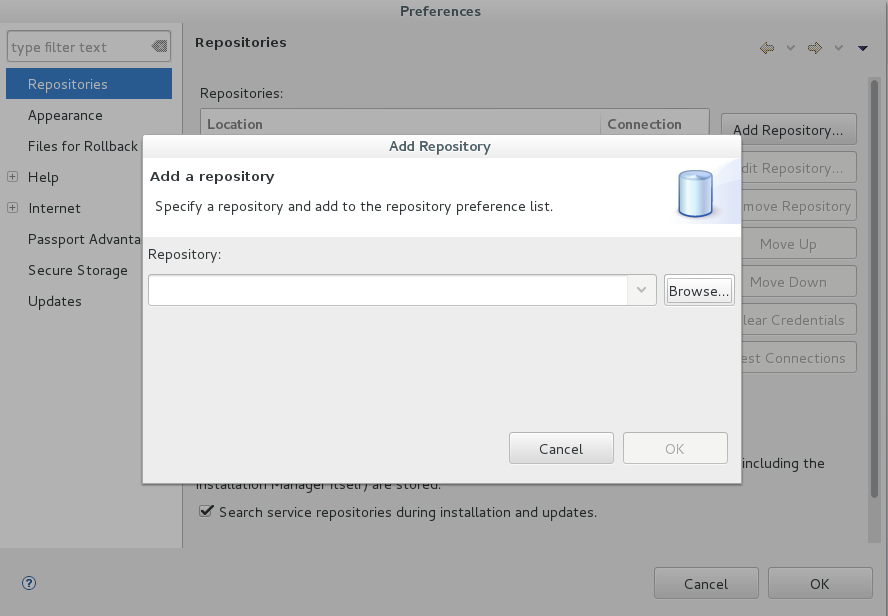 Preferences
type filter text
Repositories
Appearance
Files for Rollback
Help
Internet
Passport Advanta
Secure Storage
Updates
Repositories
Repositories:
Location Connection
Add Repository...
dit Repository...
move Repository
Move Up
Move Down
lear Credentials
est Connections
Add Repository
Add a repository
Specify a repository and add to the repository preference list.
Repository:
Browse...
Cancel OK
including the
Installation Manager itself) are stored.
Search service repositories during installation and updates.
Cancel OK